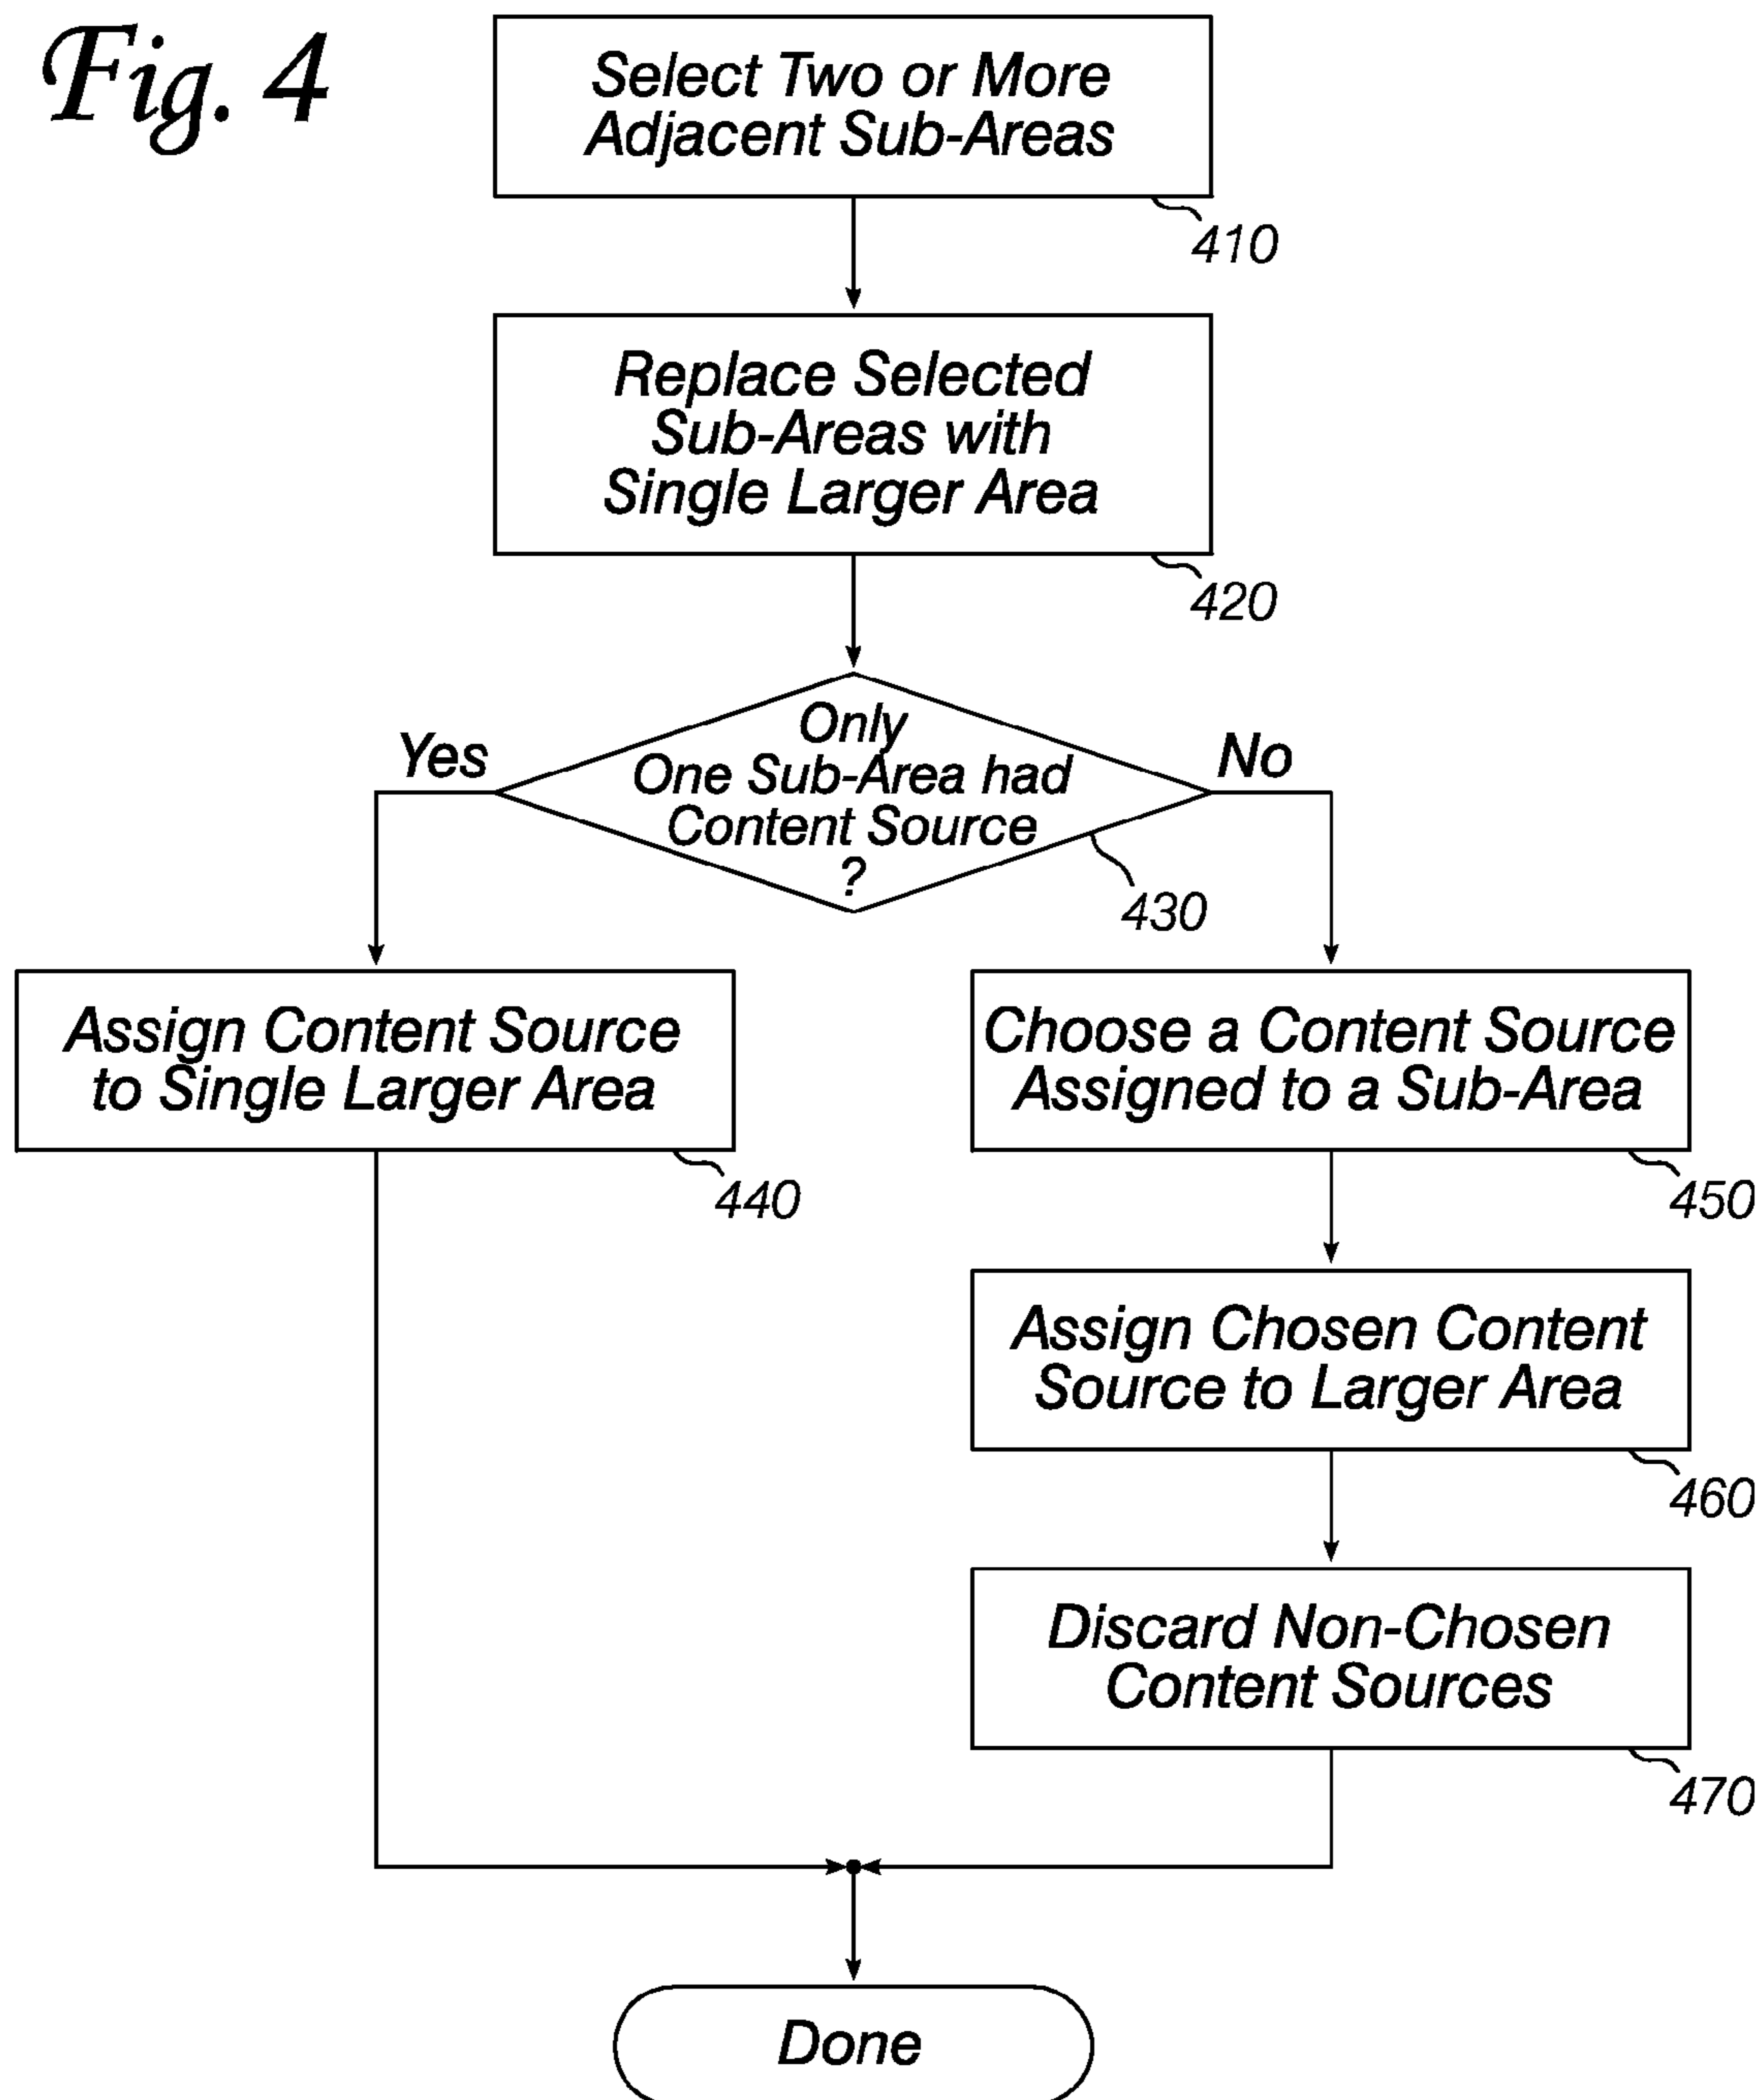 Fig. 4
Select Two or More
Adjacent Sub-Areas
410
Replace Selected
Sub-Areas with
Single Larger Area
420
Only
One Sub-Area had
Content Source
?
Yes
No
430
Assign Content Source
to Single Larger Area
440
Choose a Content Source
Assigned to a Sub-Area
450
Assign Chosen Content
Source to Larger Area
460
Discard Non-Chosen
Content Sources
470
Done